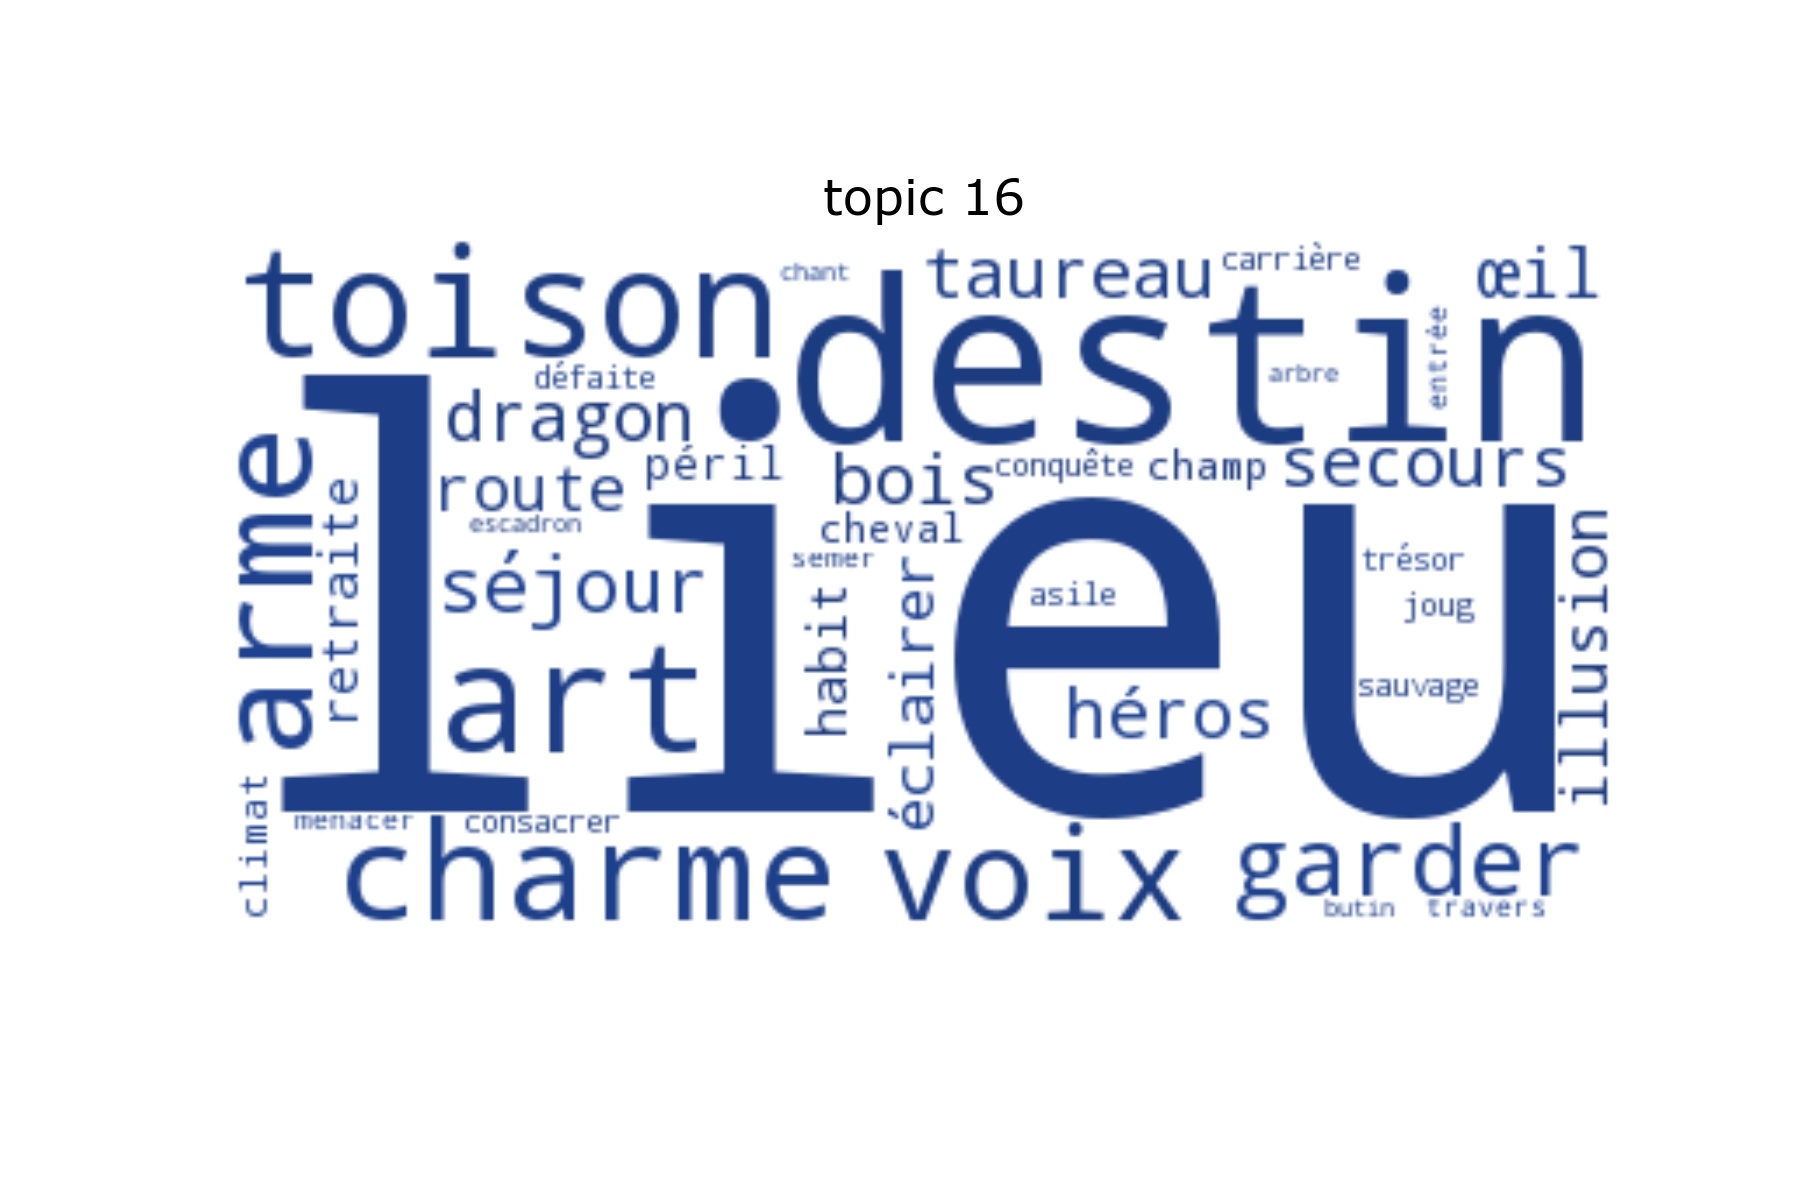 topic 16
toison
chant
destin
taureau
carrière
œil
entrée
arbre
défaite
dragon
lieu
arme
retraite
route
péril
bois
conquête
champ
secours
escadron
cheval
semer
séjour
habit
éclairer
asile
trésor
joug
sauvage
illusion
art
héros
climat
menacer
consacrer
charme
voix
garder
butin
travers